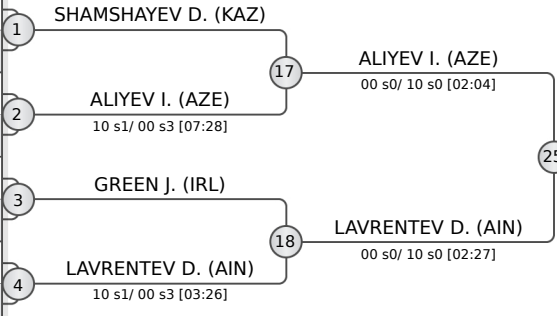 SHAMSHAYEV D. (KAZ)
1
ALIYEV I. (AZE)
17
00 s0/ 10 s0 [02:04]
ALIYEV I. (AZE)
2
10 s1/ 00 s3 [07:28]
25
GREEN J. (IRL)
3
LAVRENTEV D. (AIN)
18
00 s0/ 10 s0 [02:27]
LAVRENTEV D. (AIN)
4
10 s1/ 00 s3 [03:26]